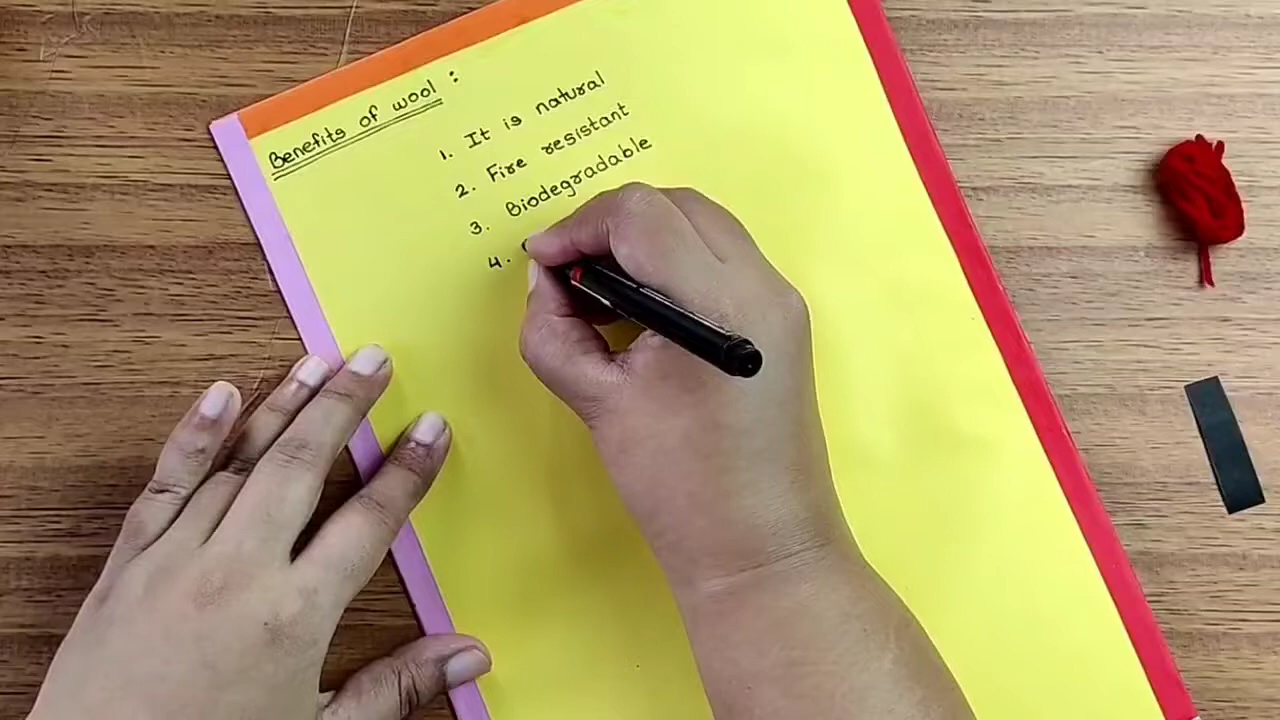 Benefits of wool :
1. It is natural
2. Fire resistant
3. Biodegradable
4.